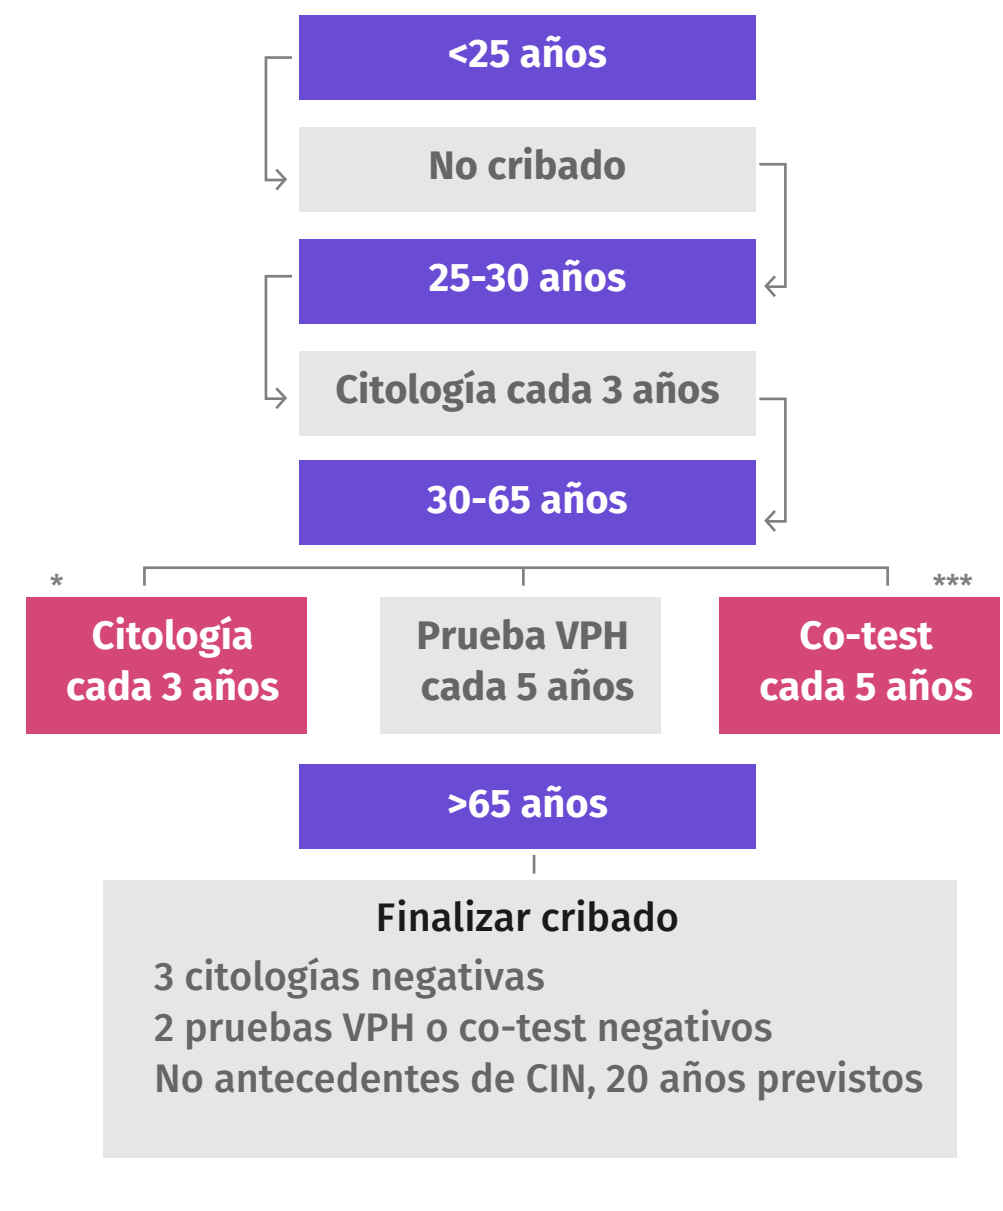 <25 años
No cribado
25-30 años
Citología cada 3 años
30-65 años
*
***
Citología
cada 3 años
Prueba VPH
cada 5 años
Co-test
cada 5 años
>65 años
Finalizar cribado
3 citologías negativas
2 pruebas VPH o co-test negativos
No antecedentes de CIN, 20 años previstos